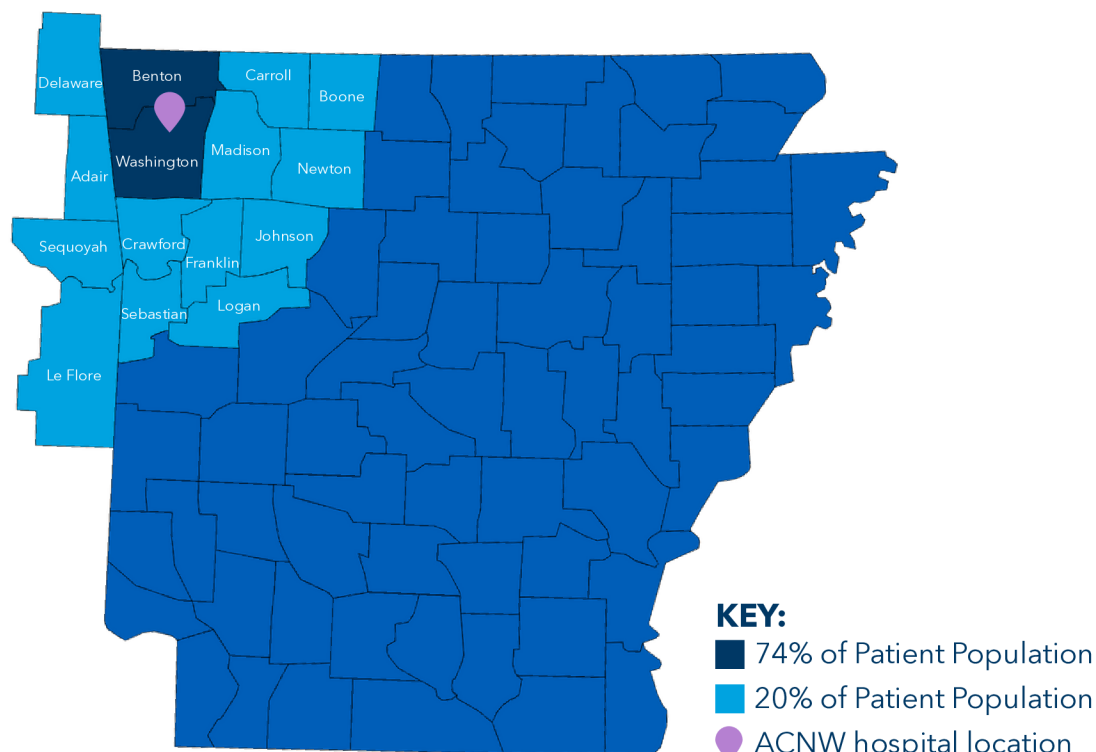 Delaware
Benton
Carroll
Boone
Washington
Madison
Newton
Adair
Sequoyah
Crawford
Franklin
Johnson
Sebastian
Logan
Le Flore
KEY:
74% of Patient Population
20% of Patient Population
ACNW hospital location